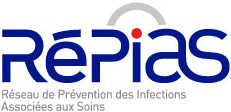 RéPias
Réseau de Prévention des Infections
Associées aux Soins